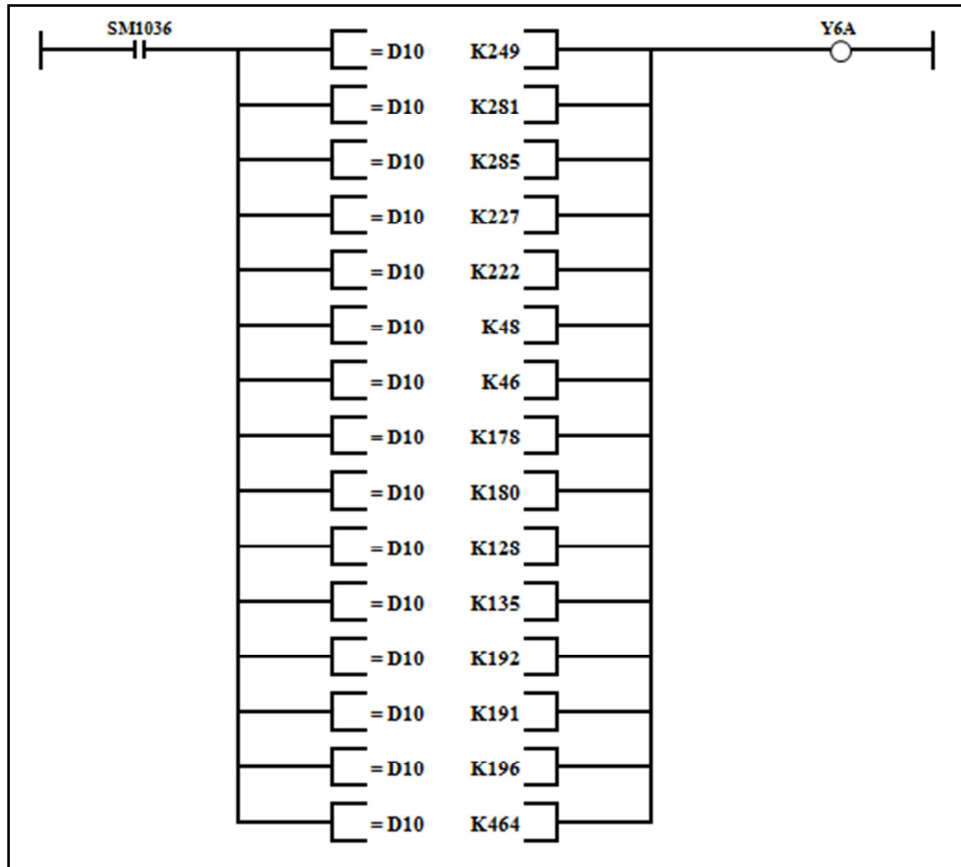 SM1036 Y6A
= D10 K249
= D10 K281
= D10 K285
= D10 K227
= D10 K222
= D10 K48
= D10 K46
= D10 K178
= D10 K180
= D10 K128
= D10 K135
= D10 K192
= D10 K191
= D10 K196
= D10 K464